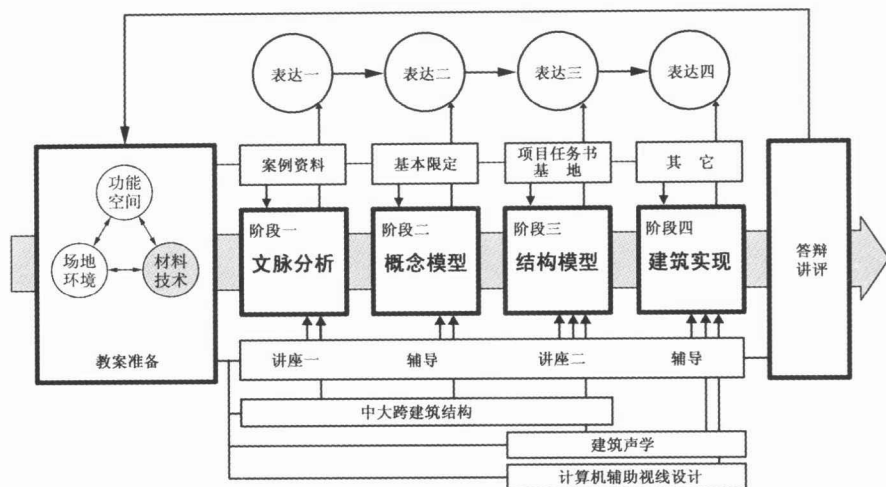 表达一
表达二
表达三
表达四
案例资料
基本限定
项目任务书
基 地
其 它
功能
空间
场地
环境
材料
技术
教案准备
阶段一
文脉分析
阶段二
概念模型
阶段三
结构模型
阶段四
建筑实现
答辩
讲评
讲座一
辅导
讲座二
辅导
中大跨建筑结构
建筑声学
计算机辅助视线设计